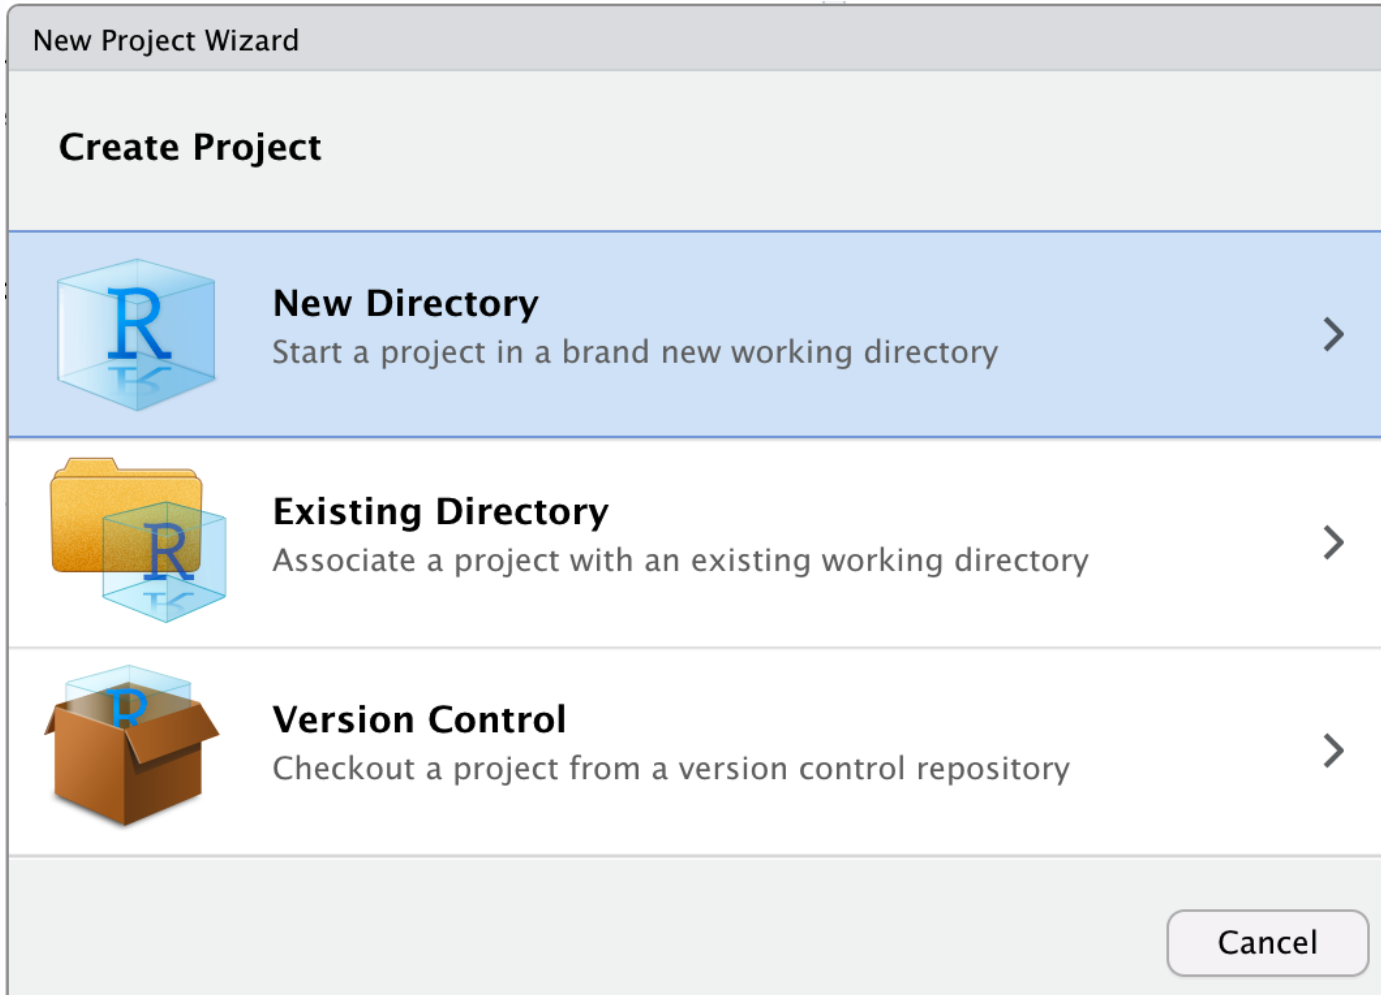 New Project Wizard
Create Project
R
New Directory
Start a project in a brand new working directory
R
Existing Directory
Associate a project with an existing working directory
R
Version Control
Checkout a project from a version control repository
Cancel